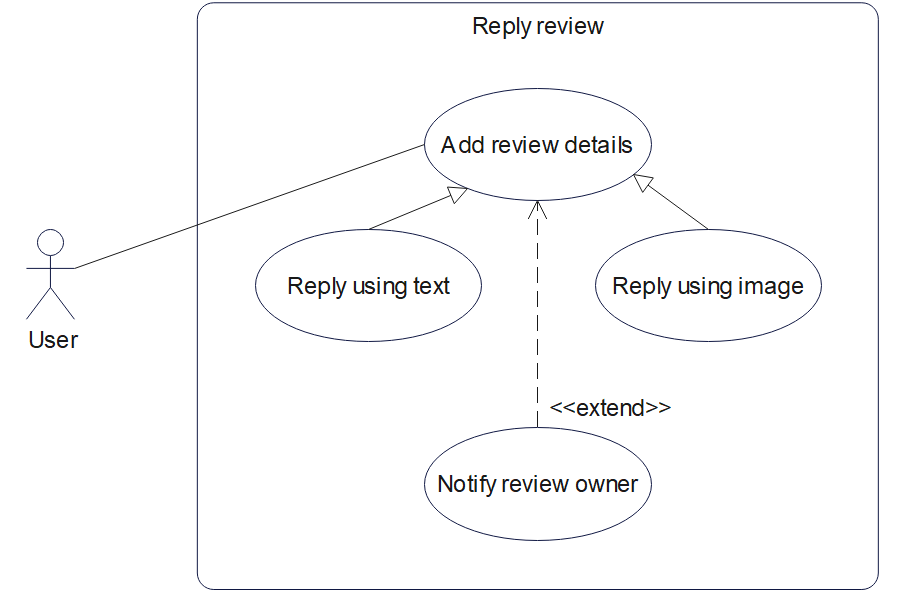 Reply review
Add review details
Reply using text
Reply using image
User
<<extend>>
Notify review owner